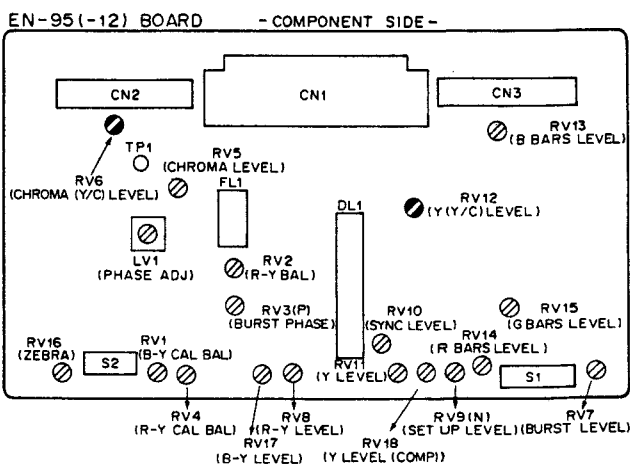 EN-95(-12) BOARD - COMPONENT SIDE -
CN2
CN1
CN3
RV13
(B BARS LEVEL)
TP1
RV5
(CHROMA LEVEL)
RV6
(CHROMA (Y/C) LEVEL)
FL1
DL1
RV12
(Y(Y/C) LEVEL)
LV1
(PHASE ADJ)
RV2
(R-Y BAL)
RV3(P)
(BURST PHASE)
RV10
(SYNC LEVEL)
RV15
(G BARS LEVEL)
RV16
(ZEBRA)
S2
RV1
(B-Y CAL BAL)
RV11
(Y LEVEL)
RV14
(R BARS LEVEL)
S1
RV4
(R-Y CAL BAL)
RV17
(B-Y LEVEL)
RV8
(R-Y LEVEL)
RV18
(Y LEVEL (COMP))
RV9(N)
(SET UP LEVEL)
RV7
(BURST LEVEL)